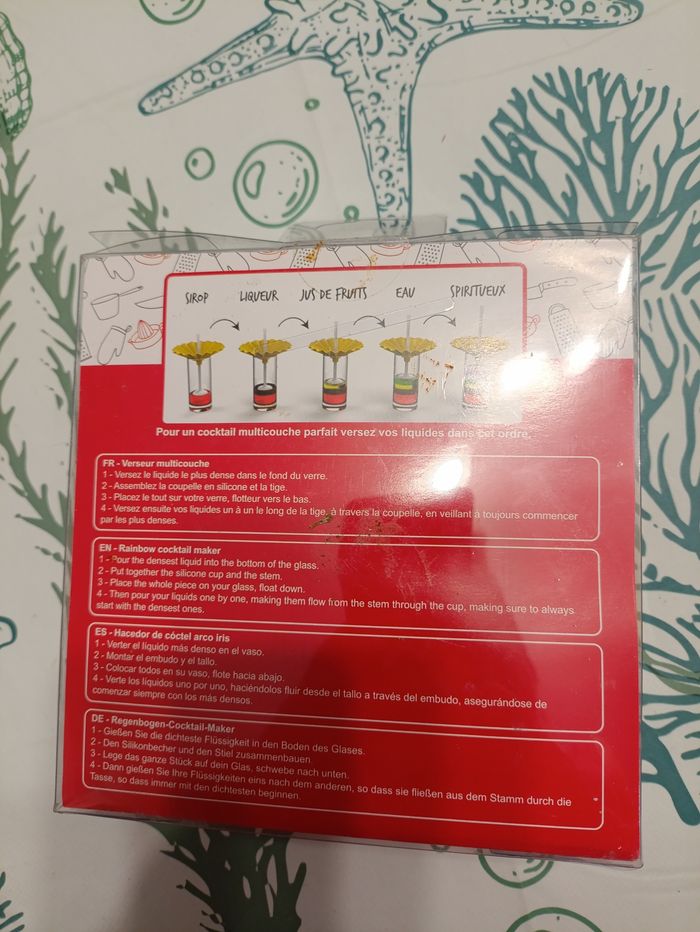 SIROP LIQUEUR JUS DE FRUITS EAU SPIRITUEUX
Pour un cocktail multicouche parfait versez vos liquides dans cet ordre.
FR - Verseur multicouche
1 - Versez le liquide le plus dense dans le fond du verre.
2 - Assemblez la coupelle en silicone et la tige.
3 - Placez le tout sur votre verre, flotteur vers le bas.
4 - Versez ensuite vos liquides un à un le long de la tige, à travers la coupelle, en veillant à toujours commencer
par les plus denses.
EN - Rainbow cocktail maker
1 - Pour the densest liquid into the bottom of the glass.
2 - Put together the silicone cup and the stem.
3 - Place the whole piece on your glass, float down.
4 - Then pour your liquids one by one, making them flow from the stem through the cup, making sure to always
start with the densest ones.
ES - Hacedor de cóctel arco iris
1 - Verter el líquido más denso en el vaso.
2 - Montar el embudo y el tallo.
3 - Colocar todos en su vaso, flote hacia abajo.
4 - Verte los líquidos uno por uno, haciéndolos fluir desde el tallo a través del embudo, asegurándose de
comenzar siempre con los más densos.
DE - Regenbogen-Cocktail-Maker
1 - Gießen Sie die dichteste Flüssigkeit in den Boden des Glases.
2 - Den Silikonbecher und den Stiel zusammenbauen.
3 - Lege das ganze Stück auf dein Glas, schwebe nach unten.
4 - Dann gießen Sie Ihre Flüssigkeiten eins nach dem anderen, so dass sie fließen aus dem Stamm durch die
Tasse, so dass immer mit den dichtesten beginnen.